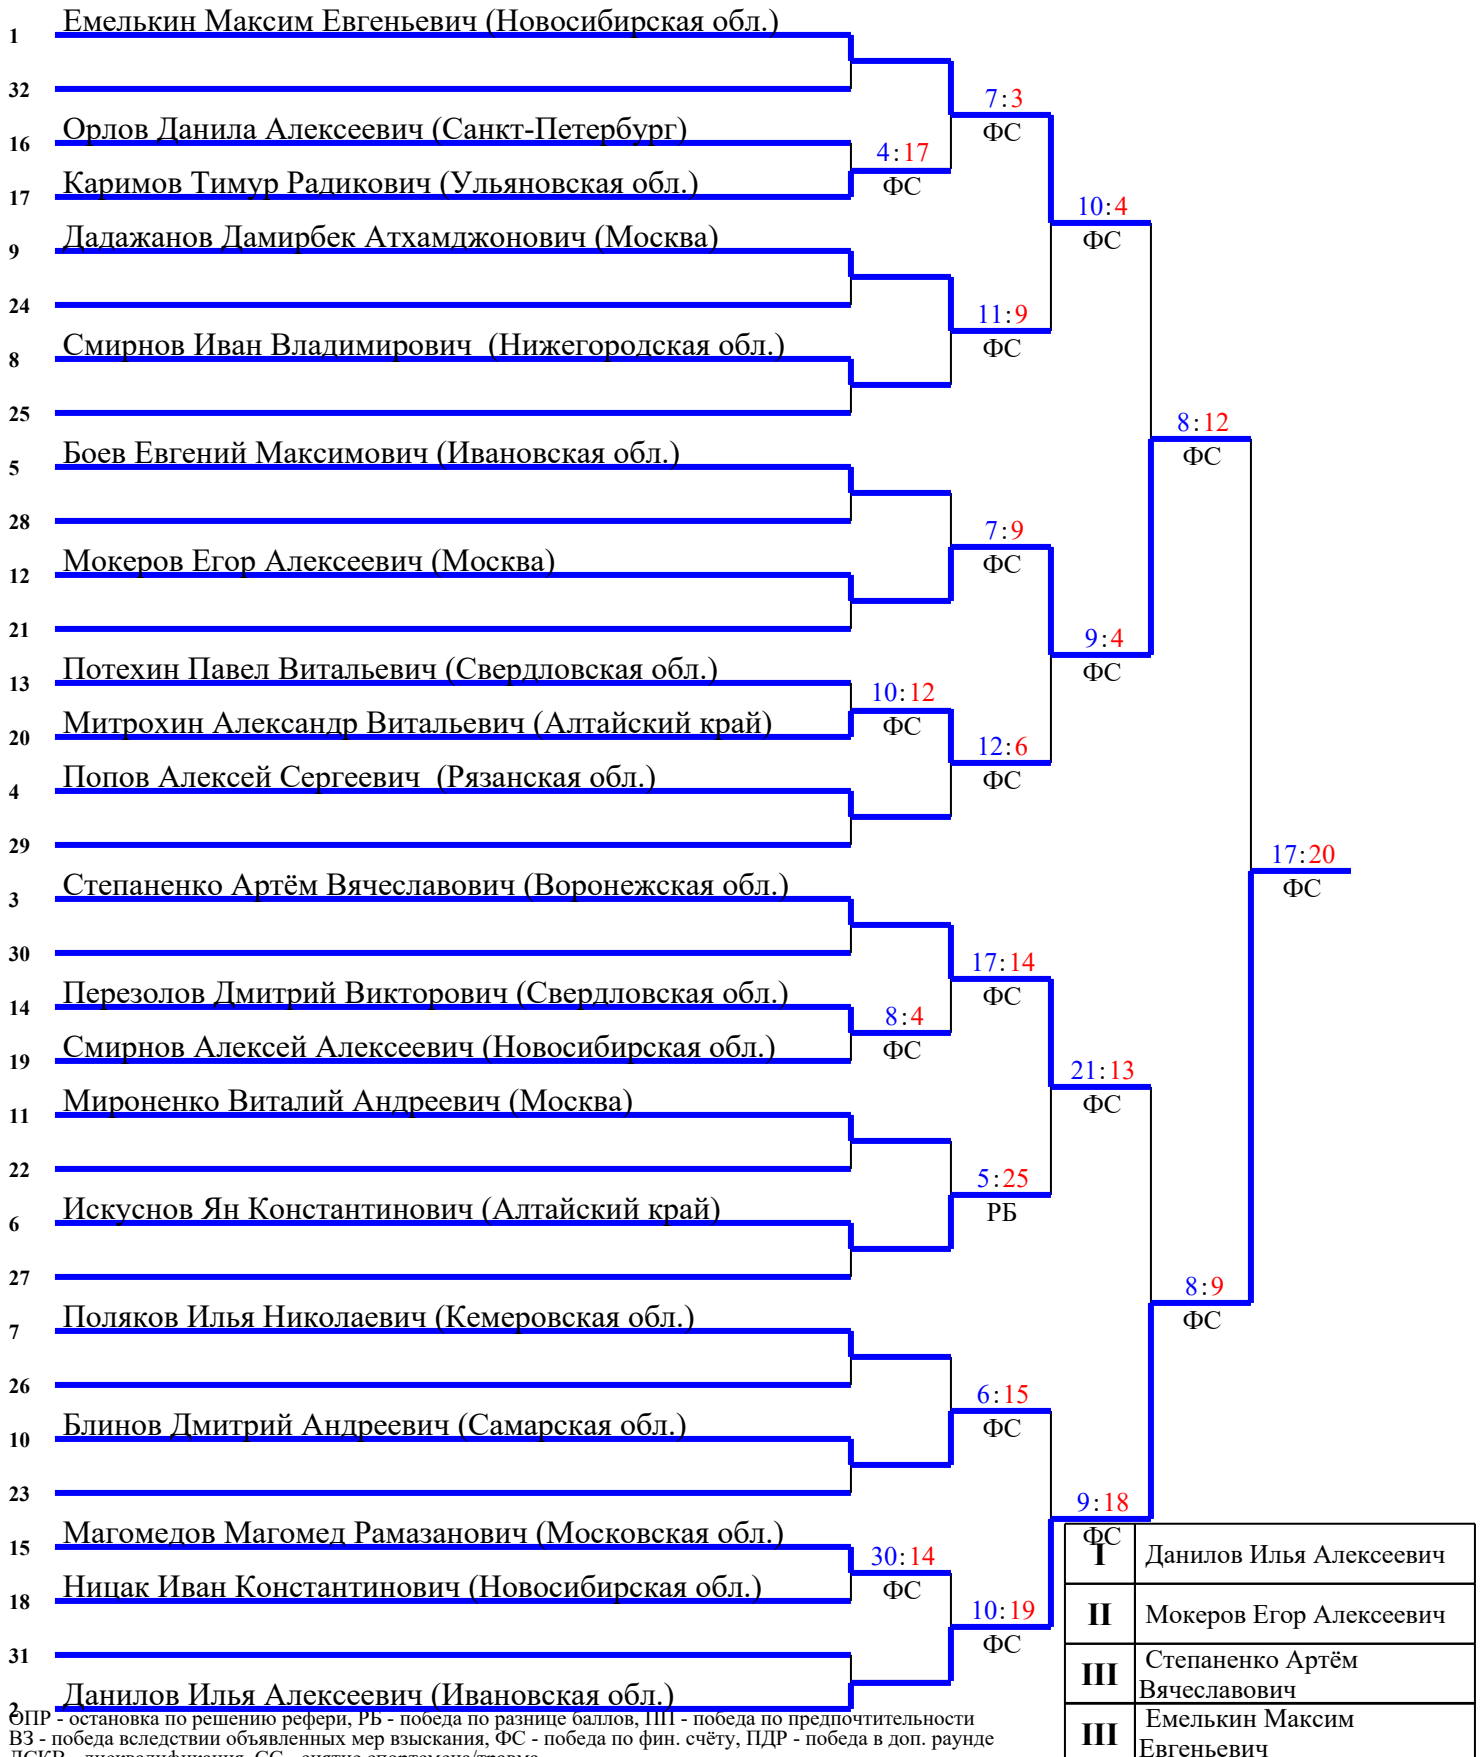 1 Емелькин Максим Евгеньевич (Новосибирская обл.)
32
7:3
ФС
16 Орлов Данила Алексеевич (Санкт-Петербург)
4:17
ФС
17 Каримов Тимур Радикович (Ульяновская обл.)
10:4
ФС
9 Дадажанов Дамирбек Атхамджонович (Москва)
24
11:9
ФС
8 Смирнов Иван Владимирович (Нижегородская обл.)
25
8:12
ФС
5 Боев Евгений Максимович (Ивановская обл.)
28
7:9
ФС
12 Мокеров Егор Алексеевич (Москва)
21
9:4
ФС
13 Потехин Павел Витальевич (Свердловская обл.)
10:12
ФС
20 Митрохин Александр Витальевич (Алтайский край)
12:6
ФС
4 Попов Алексей Сергеевич (Рязанская обл.)
29
17:20
ФС
3 Степаненко Артём Вячеславович (Воронежская обл.)
30
17:14
ФС
14 Перезолов Дмитрий Викторович (Свердловская обл.)
8:4
ФС
19 Смирнов Алексей Алексеевич (Новосибирская обл.)
21:13
ФС
11 Мироненко Виталий Андреевич (Москва)
22
5:25
РБ
6 Искуснов Ян Константинович (Алтайский край)
27
8:9
ФС
7 Поляков Илья Николаевич (Кемеровская обл.)
26
6:15
ФС
10 Блинов Дмитрий Андреевич (Самарская обл.)
23
9:18
ФС
15 Магомедов Магомед Рамазанович (Московская обл.)
30:14
ФС
18 Ницак Иван Константинович (Новосибирская обл.)
10:19
ФС
31
2 Данилов Илья Алексеевич (Ивановская обл.)
I Данилов Илья Алексеевич
II Мокеров Егор Алексеевич
III Степаненко Артём
Вячеславович
III Емелькин Максим
Евгеньевич
ОПР - остановка по решению рефери, РБ - победа по разнице баллов, ПП - победа по предпочтительности
ВЗ - победа вследствии объявленных мер взыскания, ФС - победа по фин. счёту, ПДР - победа в доп. раунде
ДСКВ - дисквалификация, СС - снятие спортсмена/травма